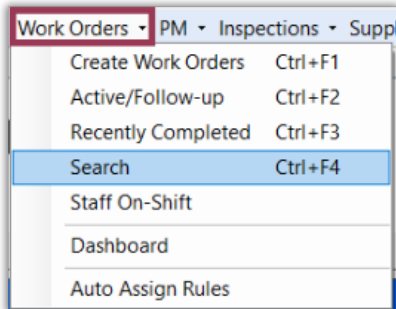 Work Orders PM Inspections Suppl
Create Work Orders Ctrl+F1
Active/Follow-up Ctrl+F2
Recently Completed Ctrl+F3
Search Ctrl+F4
Staff On-Shift
Dashboard
Auto Assign Rules